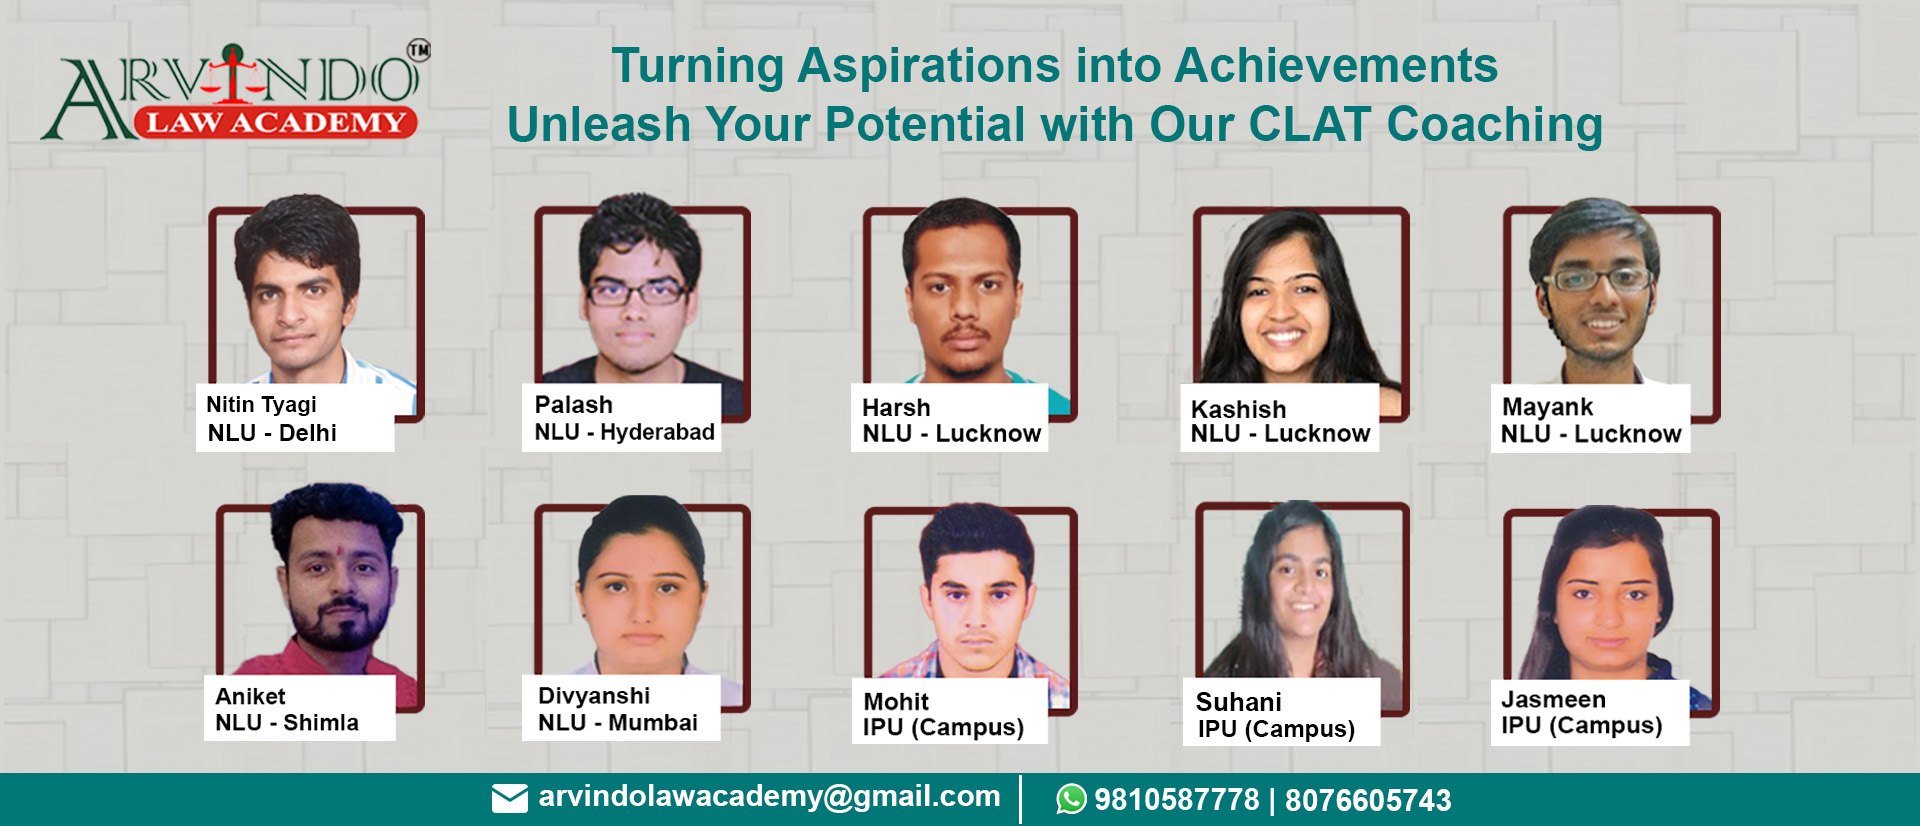 ARVINDO TM
LAW ACADEMY
Turning Aspirations into Achievements
Unleash Your Potential with Our CLAT Coaching
Nitin Tyagi
NLU - Delhi
Palash
NLU - Hyderabad
Harsh
NLU - Lucknow
Kashish
NLU - Lucknow
Mayank
NLU - Lucknow
Aniket
NLU - Shimla
Divyanshi
NLU - Mumbai
Mohit
IPU (Campus)
Suhani
IPU (Campus)
Jasmeen
IPU (Campus)
arvindolawacademy@gmail.com | 9810587778 | 8076605743